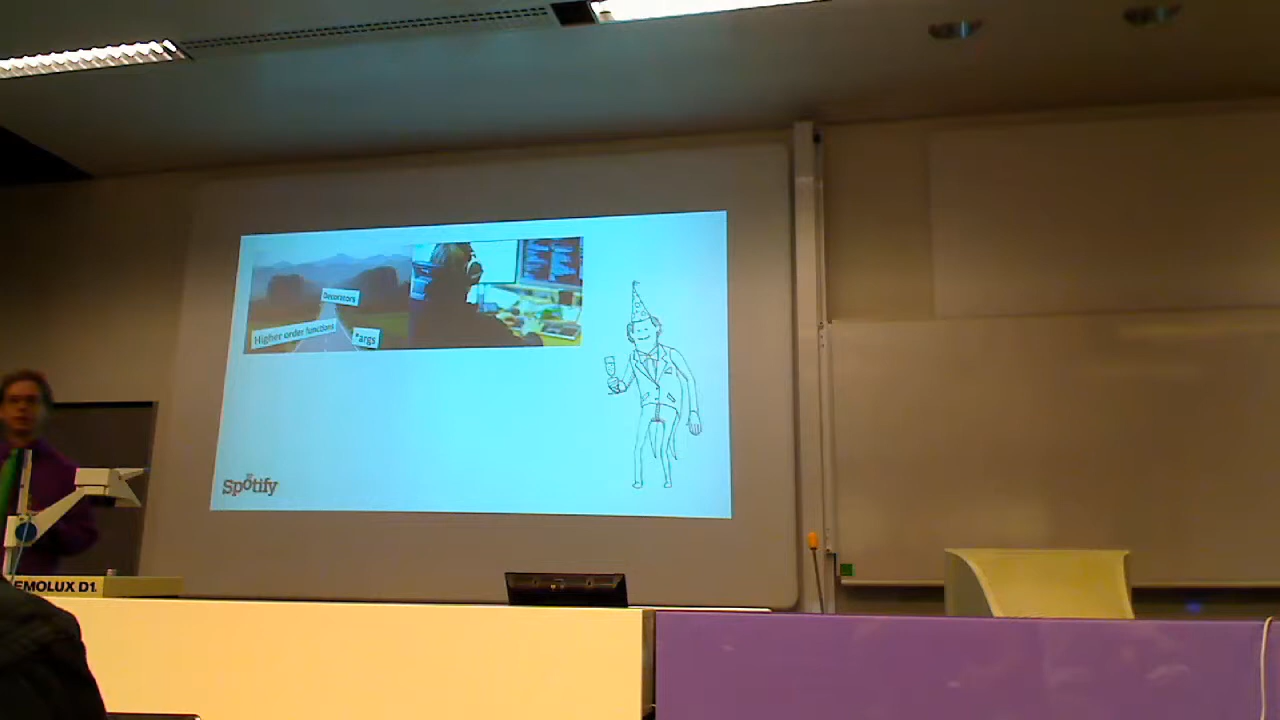 Decorators
Higher order functions
*args
Spotify
EMOLUX D1